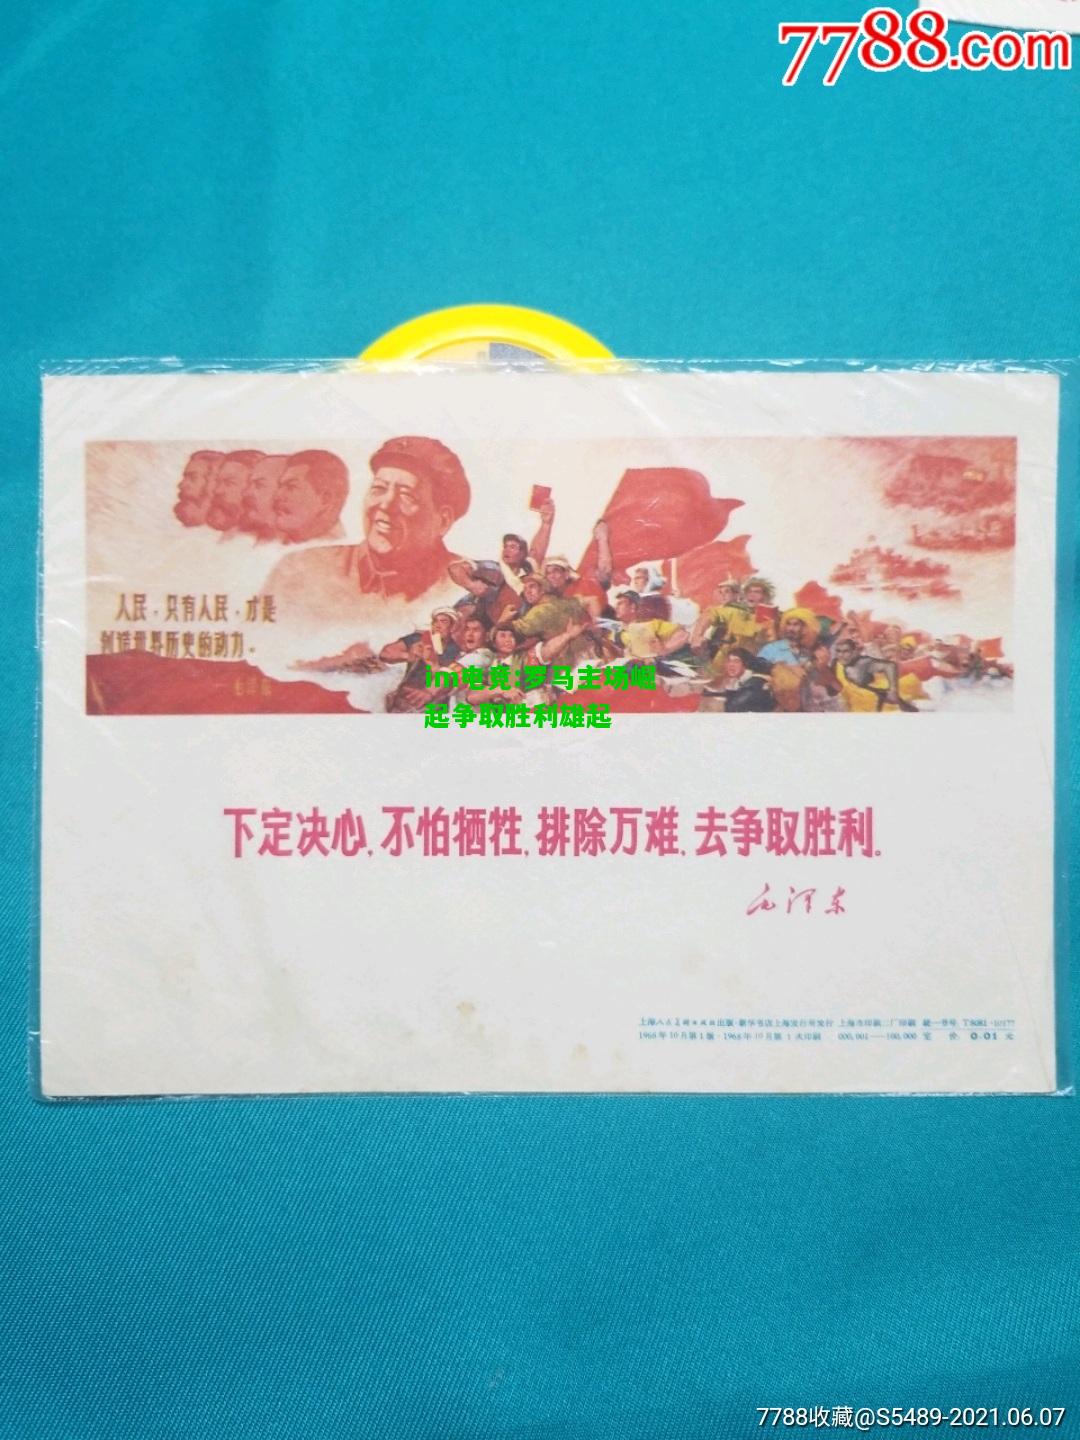 7788.com
人民，只有人民，才是
创造世界历史的动力。
毛泽东
im电竞:罗马主场崛
起争取胜利雄起
下定决心,不怕牺牲,排除万难,去争取胜利。
毛泽东
上海人民美术出版社出版·新华书店上海发行所发行 上海市印刷二厂印刷 统一书号:T8081·10177
1966年10月第1版·1966年10月第1次印刷 000,001—100,000 定 价: 0.01 元
7788收藏@S5489-2021.06.07